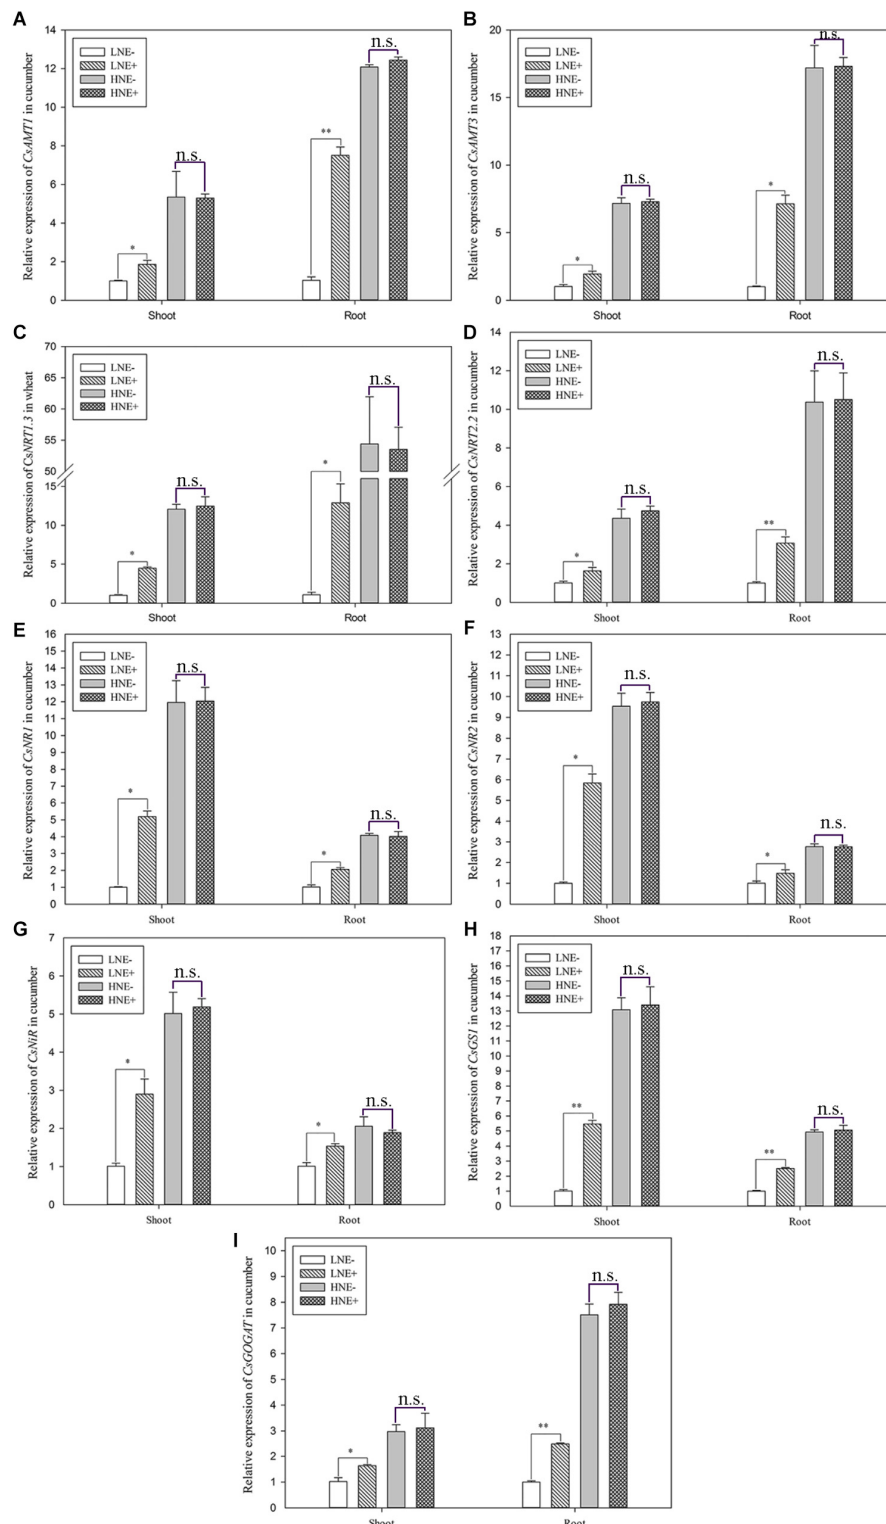 A
Relative expression of CsAMT1 in cucumber
14
12
10
8
6
4
2
0
LNE-
LNE+
HNE-
HNE+
*
n.s.
**
n.s.
Shoot
Root
B
Relative expression of CsAMT3 in cucumber
20
15
10
5
0
LNE-
LNE+
HNE-
HNE+
*
n.s.
*
n.s.
Shoot
Root
C
Relative expression of CsNRT1.3 in wheat
70
65
60
55
50
15
10
5
0
LNE-
LNE+
HNE-
HNE+
*
n.s.
*
n.s.
Shoot
Root
D
Relative expression of CsNRT2.2 in cucumber
14
12
10
8
6
4
2
0
LNE-
LNE+
HNE-
HNE+
*
n.s.
**
n.s.
Shoot
Root
E
Relative expression of CsNR1 in cucumber
16
15
14
13
12
11
10
9
8
7
6
5
4
3
2
1
0
LNE-
LNE+
HNE-
HNE+
*
n.s.
*
n.s.
Shoot
Root
F
Relative expression of CsNR2 in cucumber
13
12
11
10
9
8
7
6
5
4
3
2
1
0
LNE-
LNE+
HNE-
HNE+
*
n.s.
*
n.s.
Shoot
Root
G
Relative expression of CsNiR in cucumber
7
6
5
4
3
2
1
0
LNE-
LNE+
HNE-
HNE+
*
n.s.
*
n.s.
Shoot
Root
H
Relative expression of CsGS1 in cucumber
18
17
16
15
14
13
12
11
10
9
8
7
6
5
4
3
2
1
0
LNE-
LNE+
HNE-
HNE+
**
n.s.
**
n.s.
Shoot
Root
I
Relative expression of CsGOGAT in cucumber
10
9
8
7
6
5
4
3
2
1
0
LNE-
LNE+
HNE-
HNE+
*
n.s.
**
n.s.
Shoot
Root